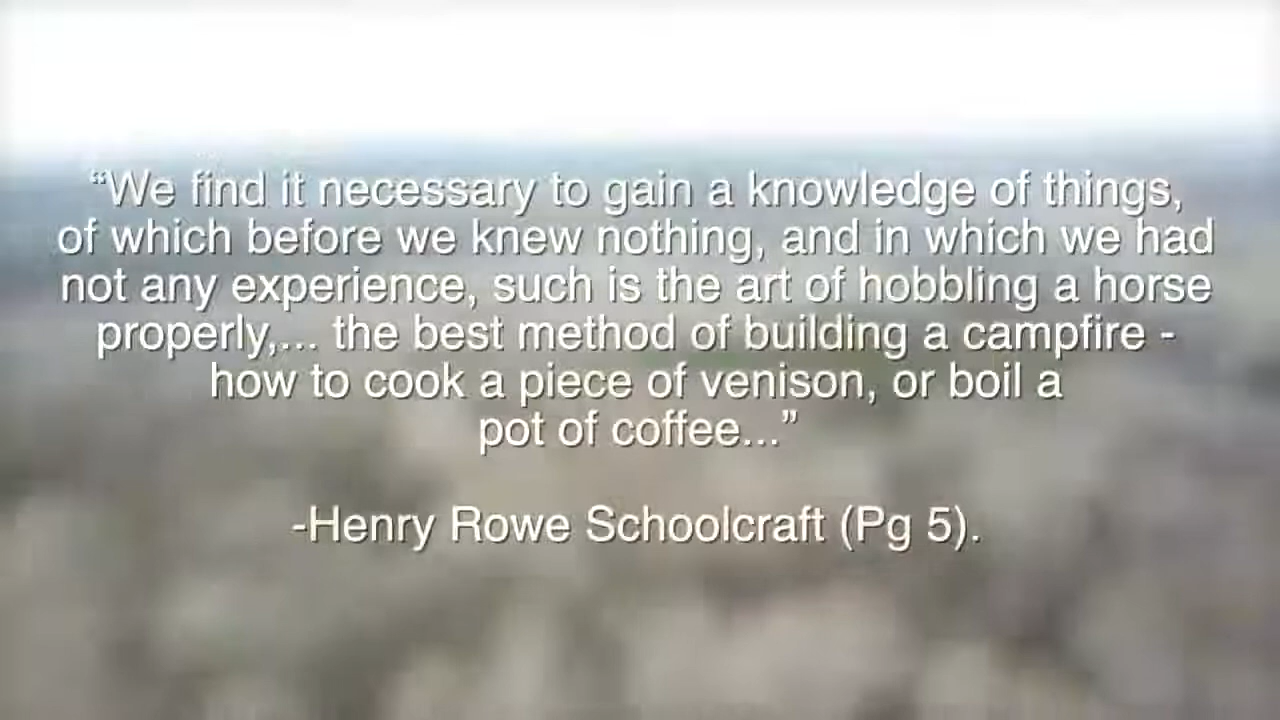 “We find it necessary to gain a knowledge of things,
of which before we knew nothing, and in which we had
not any experience, such is the art of hobbling a horse
properly,... the best method of building a campfire -
how to cook a piece of venison, or boil a
pot of coffee...”
-Henry Rowe Schoolcraft (Pg 5).